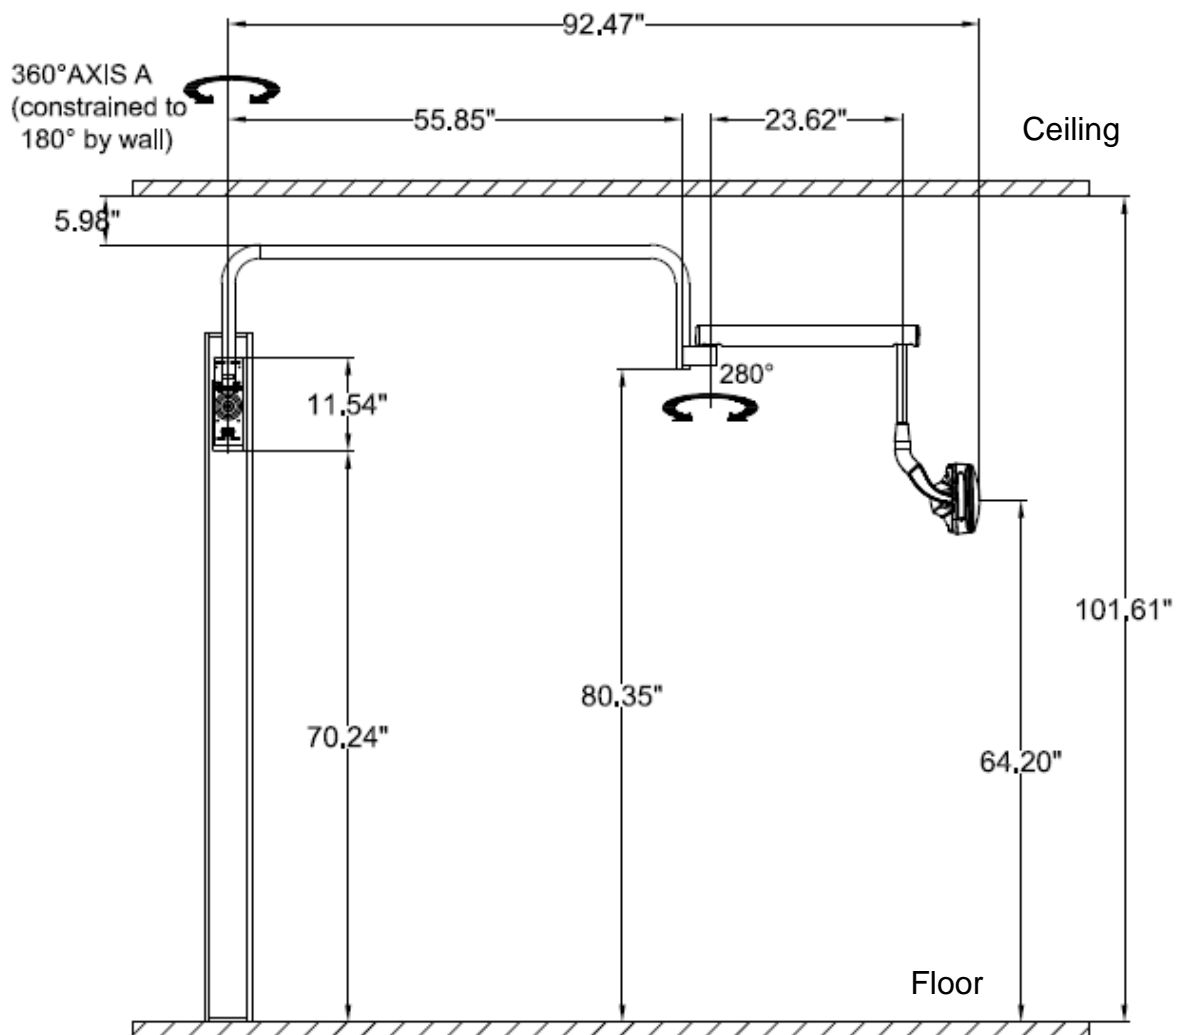 92.47"
360°AXIS A
(constrained to
180° by wall)
55.85"
23.62"
Ceiling
5.98"
280°
11.54"
101.61"
80.35"
70.24"
64.20"
Floor